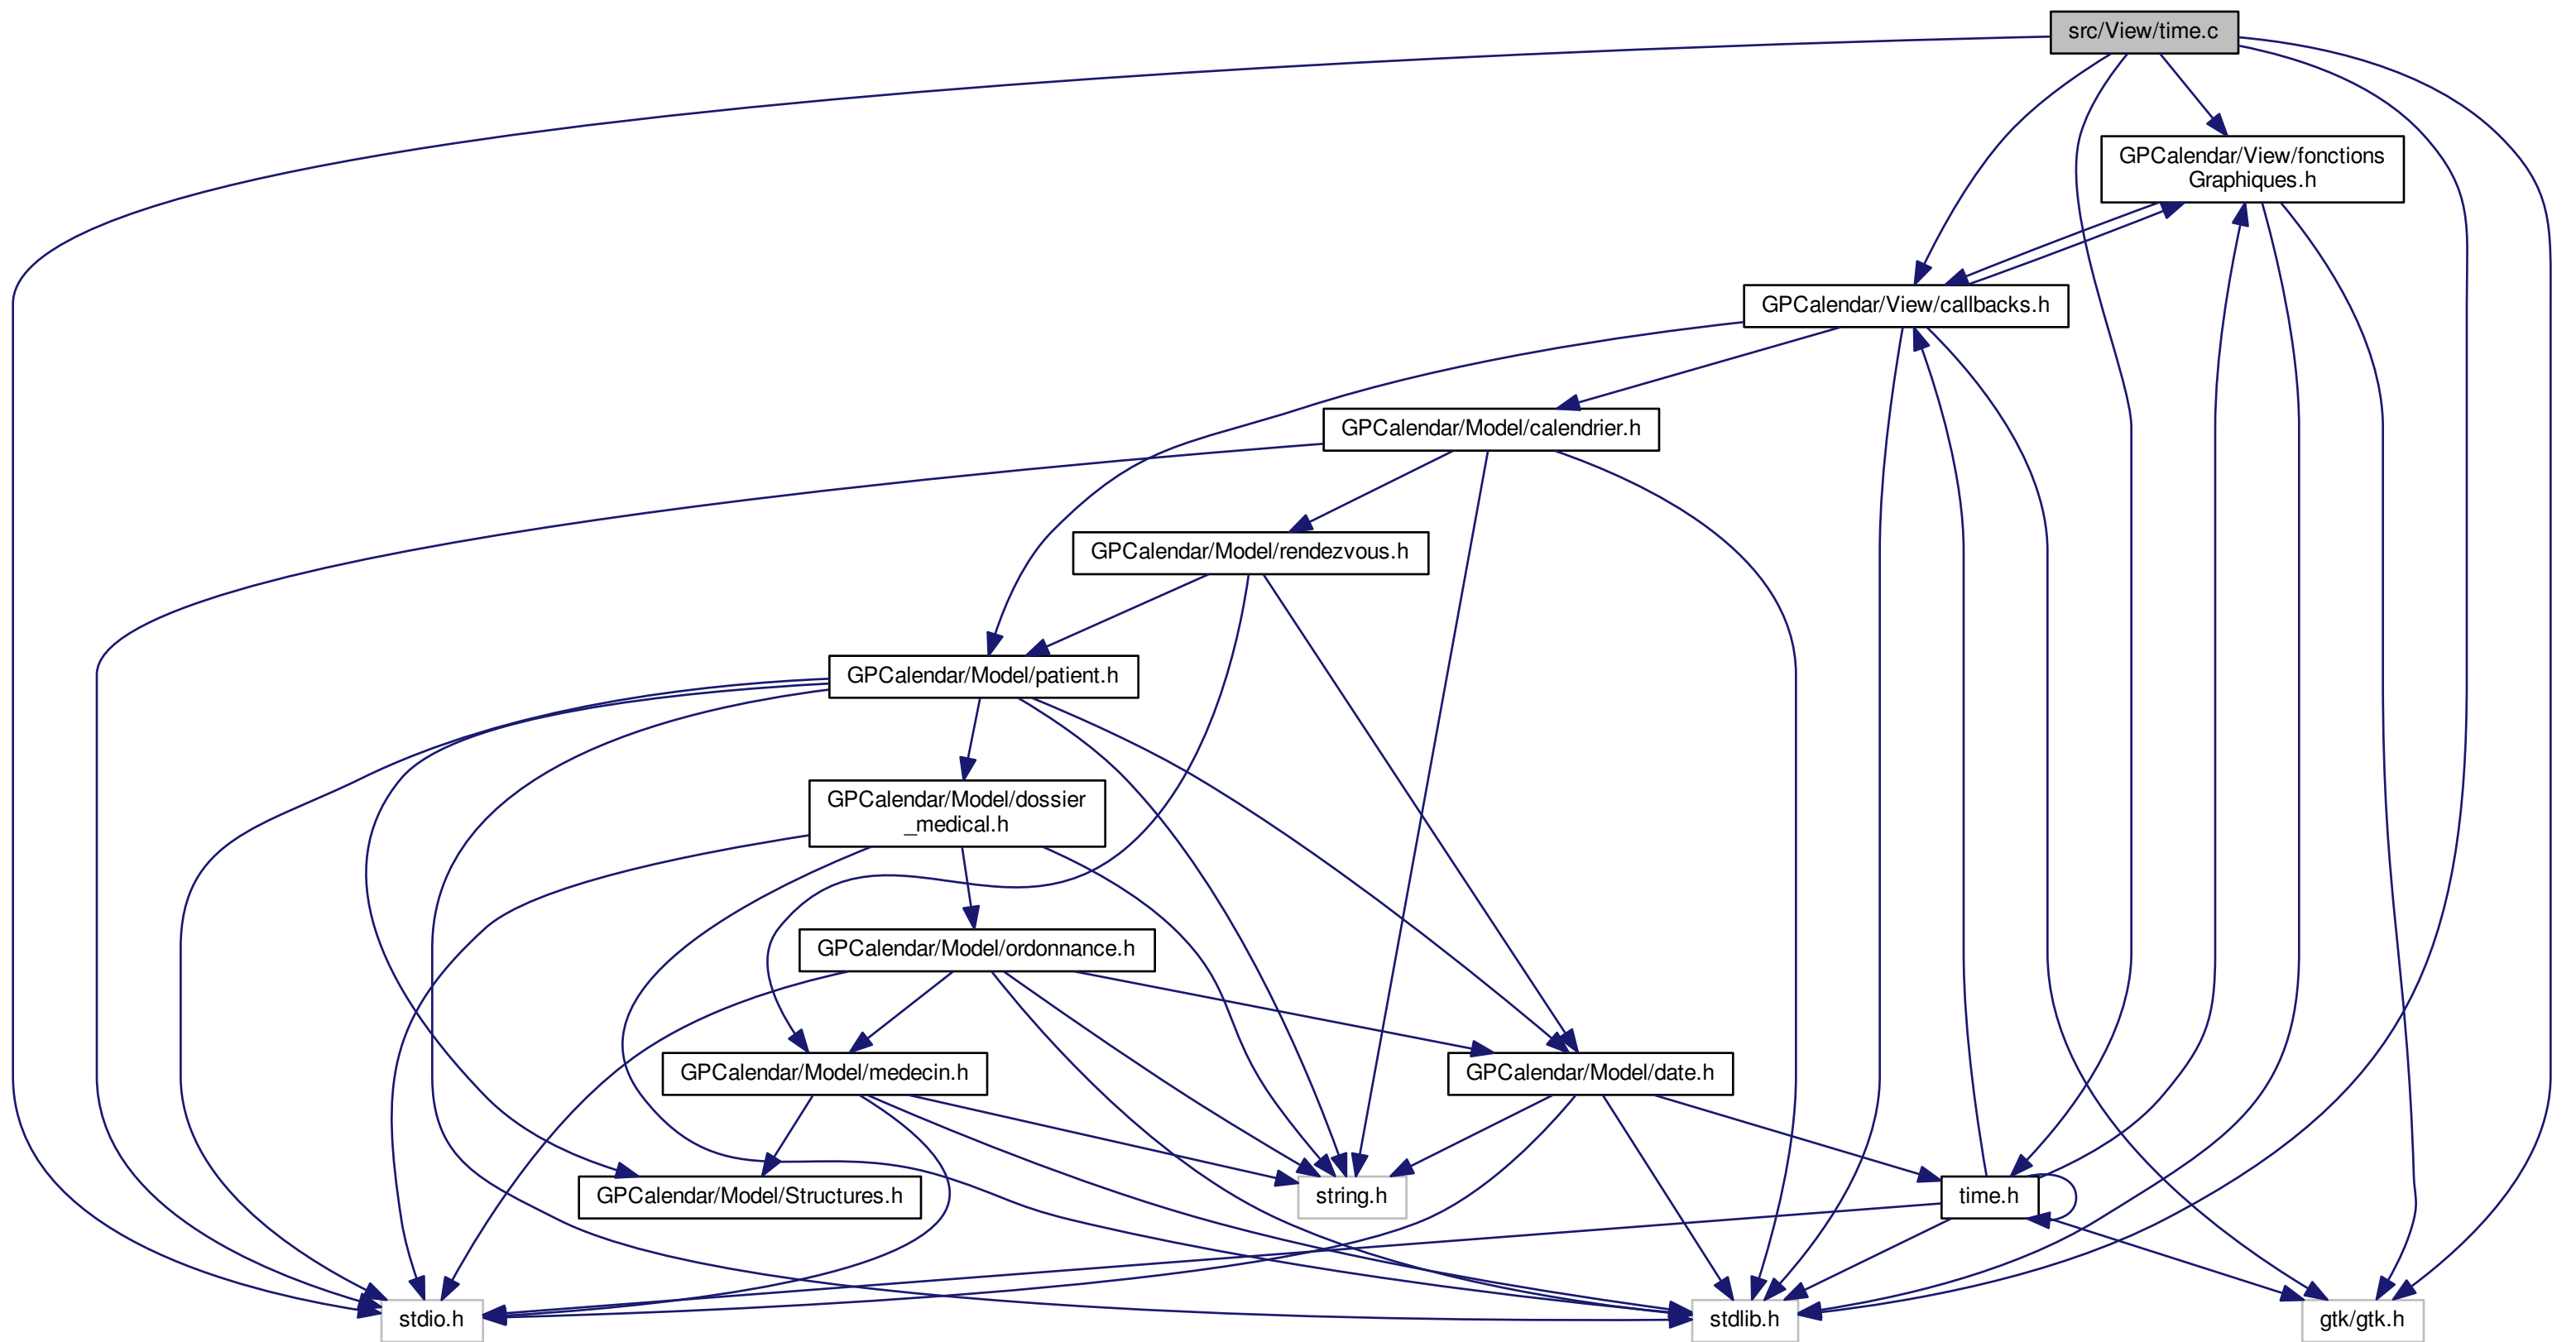 src/View/time.c
GPCalendar/View/fonctions
Graphiques.h
GPCalendar/View/callbacks.h
GPCalendar/Model/calendrier.h
GPCalendar/Model/rendezvous.h
GPCalendar/Model/patient.h
GPCalendar/Model/dossier
_medical.h
GPCalendar/Model/ordonnance.h
GPCalendar/Model/medecin.h
GPCalendar/Model/date.h
GPCalendar/Model/Structures.h
string.h
time.h
stdio.h
stdlib.h
gtk/gtk.h